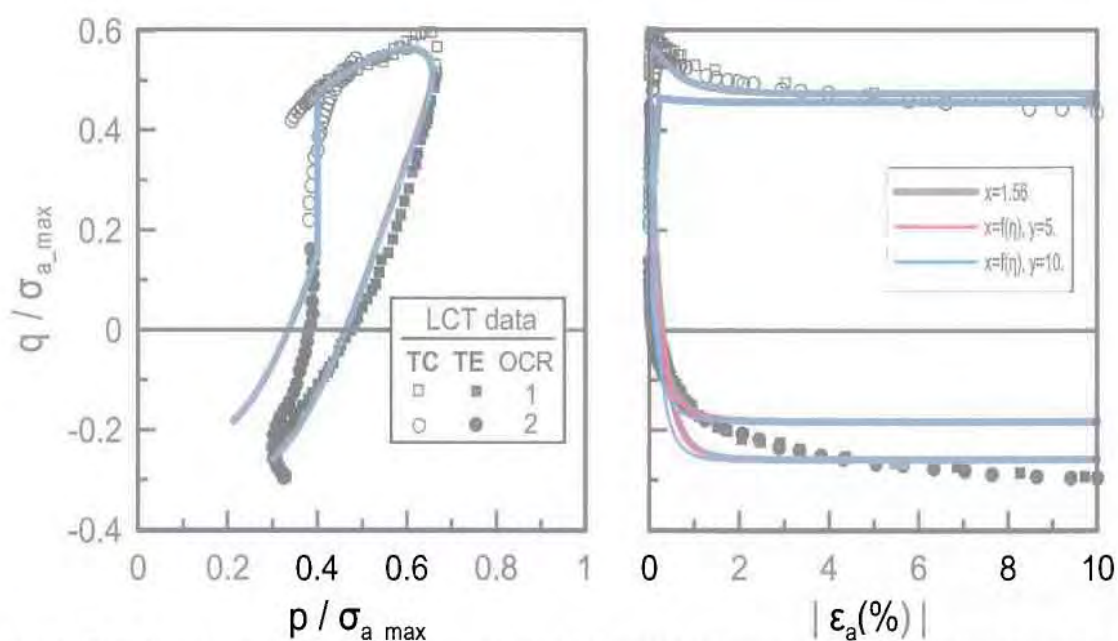 0.6
0.4
0.2
0
-0.2
-0.4
q / σa_max
0 0.2 0.4 0.6 0.8 1
p / σa_max
LCT data
TC TE OCR
1
2
x=1.56
x=f(η), y=5.
x=f(η), y=10.
0 2 4 6 8 10
| εa(%) |